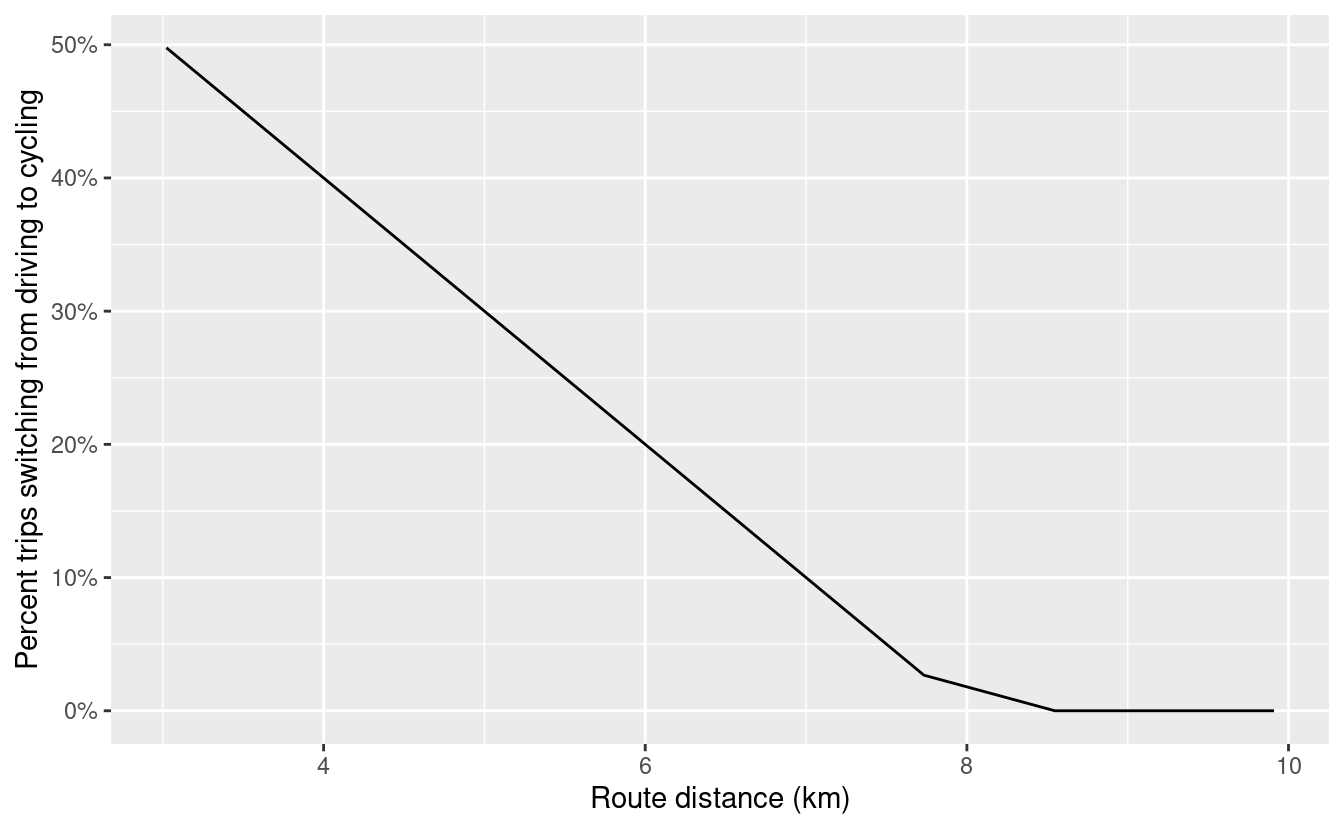 Percent trips switching from driving to cycling
50%
40%
30%
20%
10%
0%
4 6 8 10
Route distance (km)